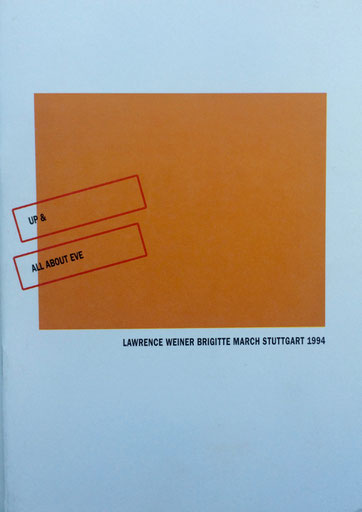 UP &
ALL ABOUT EVE
LAWRENCE WEINER BRIGITTE MARCH STUTTGART 1994